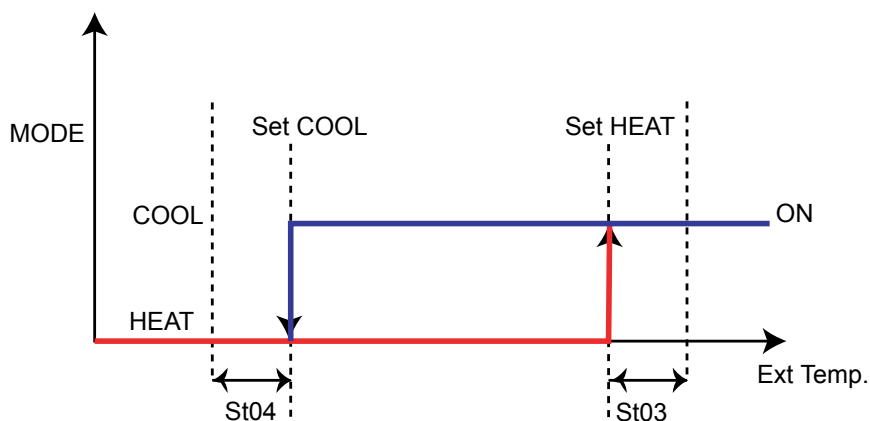 MODE
Set COOL
Set HEAT
COOL
ON
HEAT
Ext Temp.
St04
St03